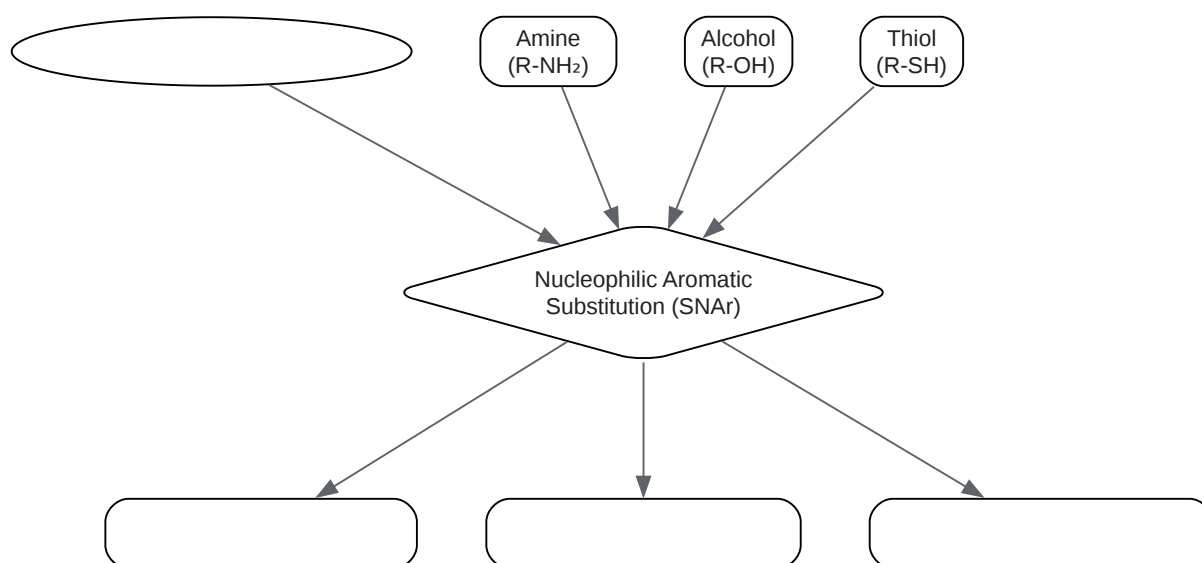 Amine
(R-NH₂)
Alcohol
(R-OH)
Thiol
(R-SH)
Nucleophilic Aromatic
Substitution (SNAr)